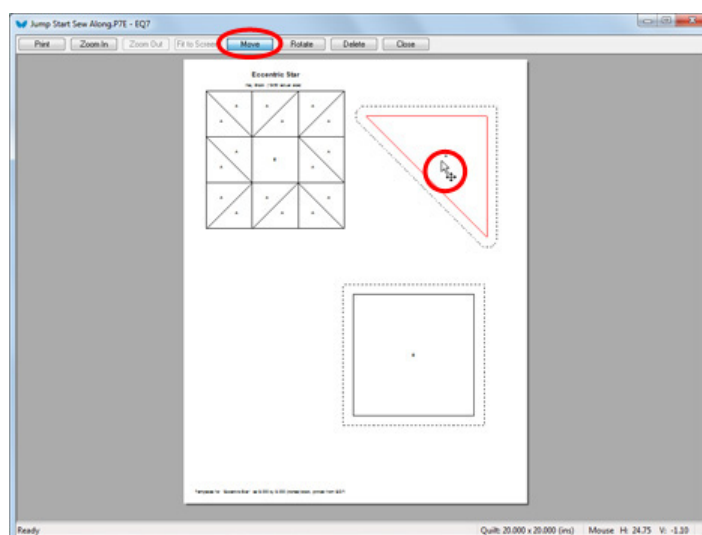 Jump Start Sew Along.P7E - EQ7
Print Zoom In Zoom Out Fit to Screen Move Rotate Delete Close
Eccentric Star
Ready Quilt: 20.000 x 20.000 (ins) Mouse H: 24.75 V: -1.10